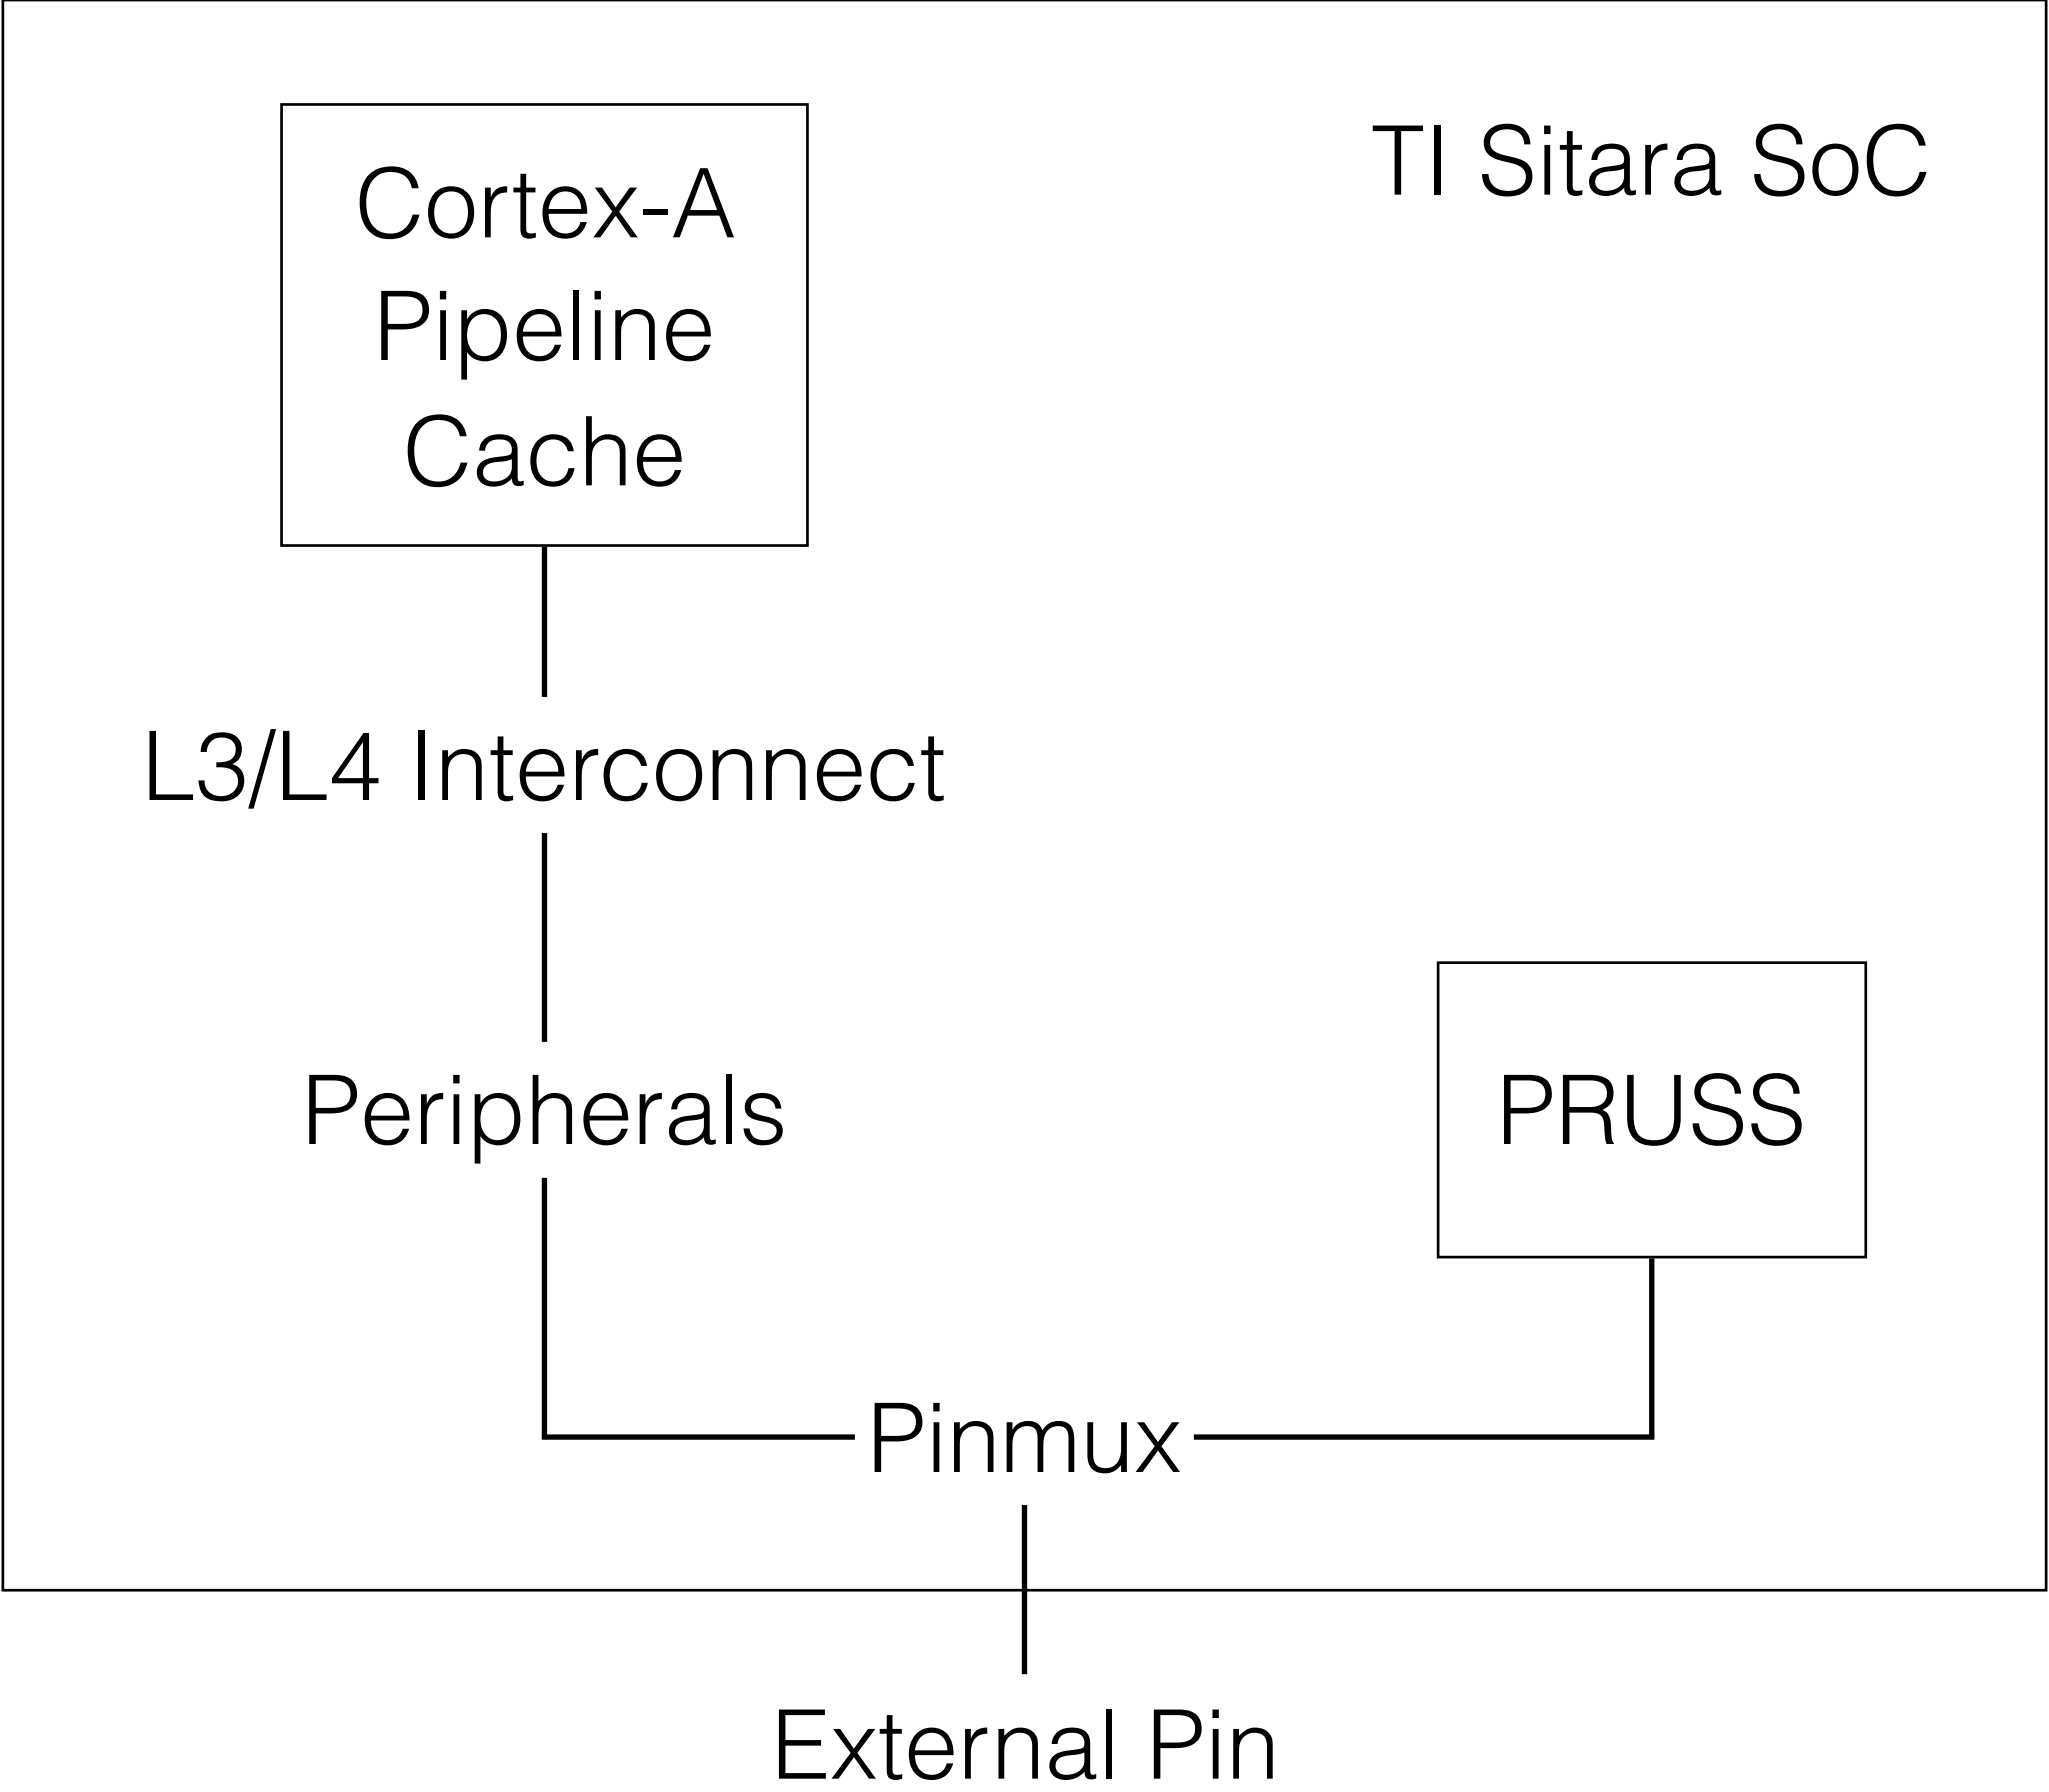 TI Sitara SoC
Cortex-A
Pipeline
Cache
L3/L4 Interconnect
Peripherals
PRUSS
Pinmux
External Pin